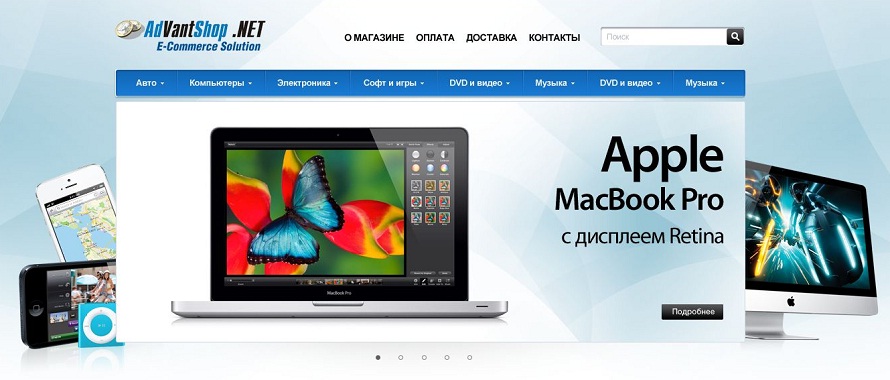 AdVantShop .NET
E-Commerce Solution
О МАГАЗИНЕ ОПЛАТА ДОСТАВКА КОНТАКТЫ
Поиск
Авто Компьютеры Электроника Софт и игры DVD и видео Музыка DVD и видео Музыка
Apple
MacBook Pro
с дисплеем Retina
MacBook Pro
Подробнее